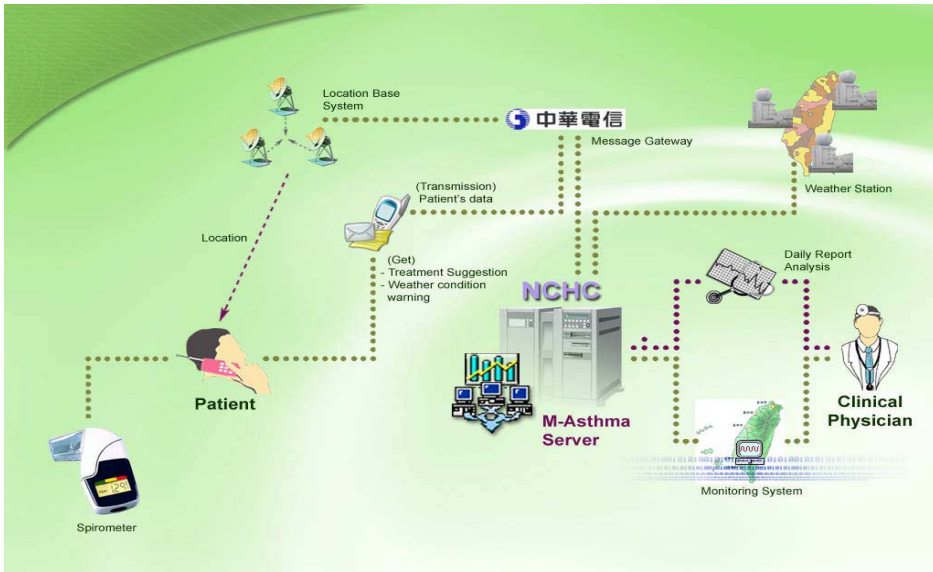 Location Base
System
中華電信
Message Gateway
Weather Station
(Transmission)
Patient's data
Location
(Get)
- Treatment Suggestion
- Weather condition
warning
Daily Report
Analysis
NCHC
Patient
M-Asthma
Server
Clinical
Physician
Monitoring System
Spirometer